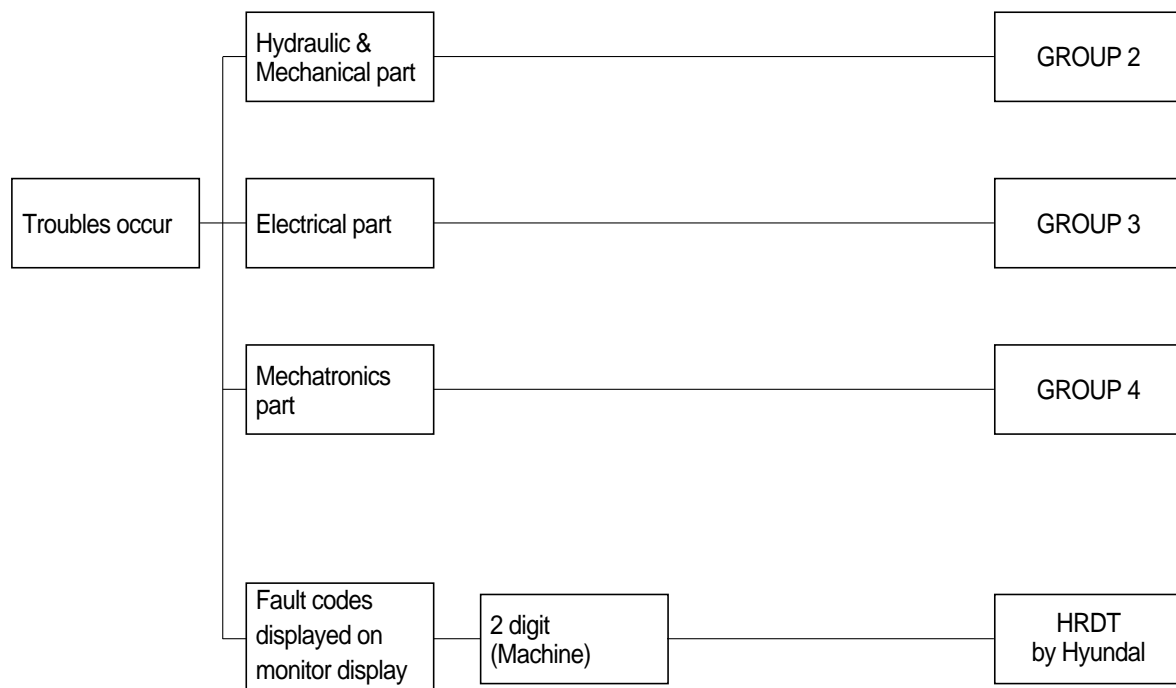 Hydraulic &
Mechanical part
GROUP 2
Troubles occur
Electrical part
GROUP 3
Mechatronics
part
GROUP 4
Fault codes
displayed on
monitor display
2 digit
(Machine)
HRDT
by Hyundal